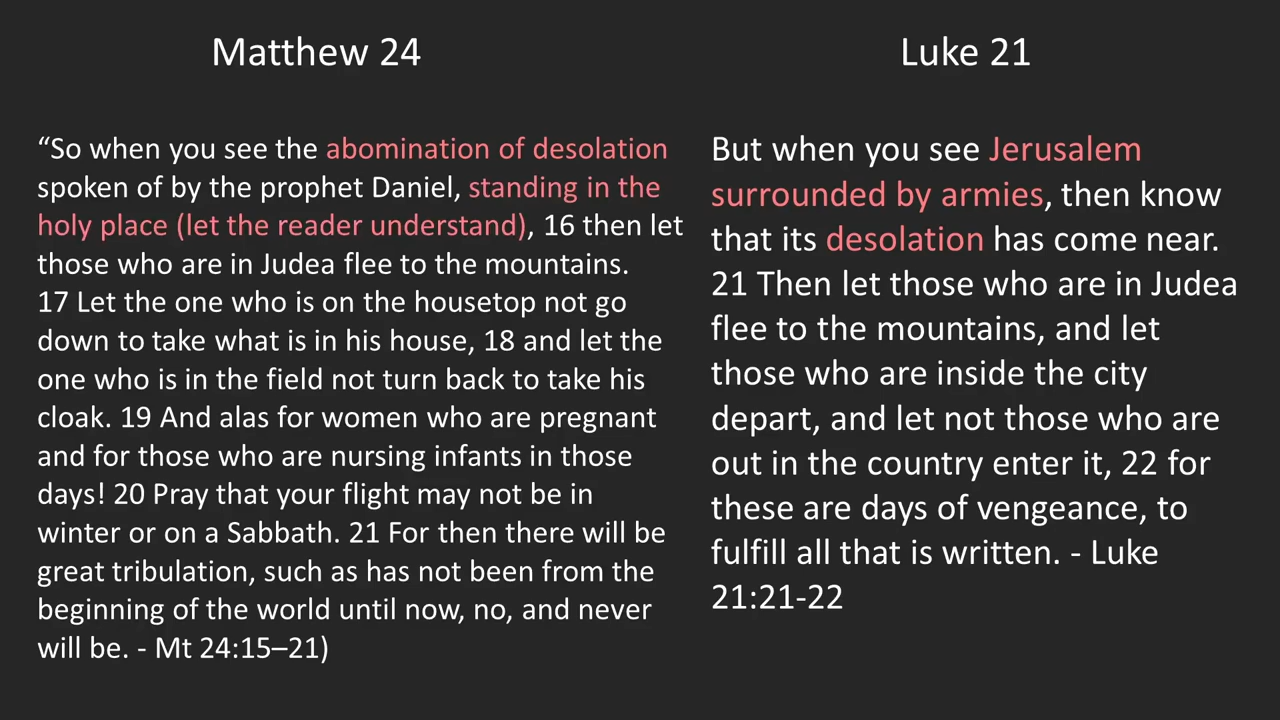 Matthew 24
“So when you see the abomination of desolation
spoken of by the prophet Daniel, standing in the
holy place (let the reader understand), 16 then let
those who are in Judea flee to the mountains.
17 Let the one who is on the housetop not go
down to take what is in his house, 18 and let the
one who is in the field not turn back to take his
cloak. 19 And alas for women who are pregnant
and for those who are nursing infants in those
days! 20 Pray that your flight may not be in
winter or on a Sabbath. 21 For then there will be
great tribulation, such as has not been from the
beginning of the world until now, no, and never
will be. - Mt 24:15–21)
Luke 21
But when you see Jerusalem
surrounded by armies, then know
that its desolation has come near.
21 Then let those who are in Judea
flee to the mountains, and let
those who are inside the city
depart, and let not those who are
out in the country enter it, 22 for
these are days of vengeance, to
fulfill all that is written. - Luke
21:21-22